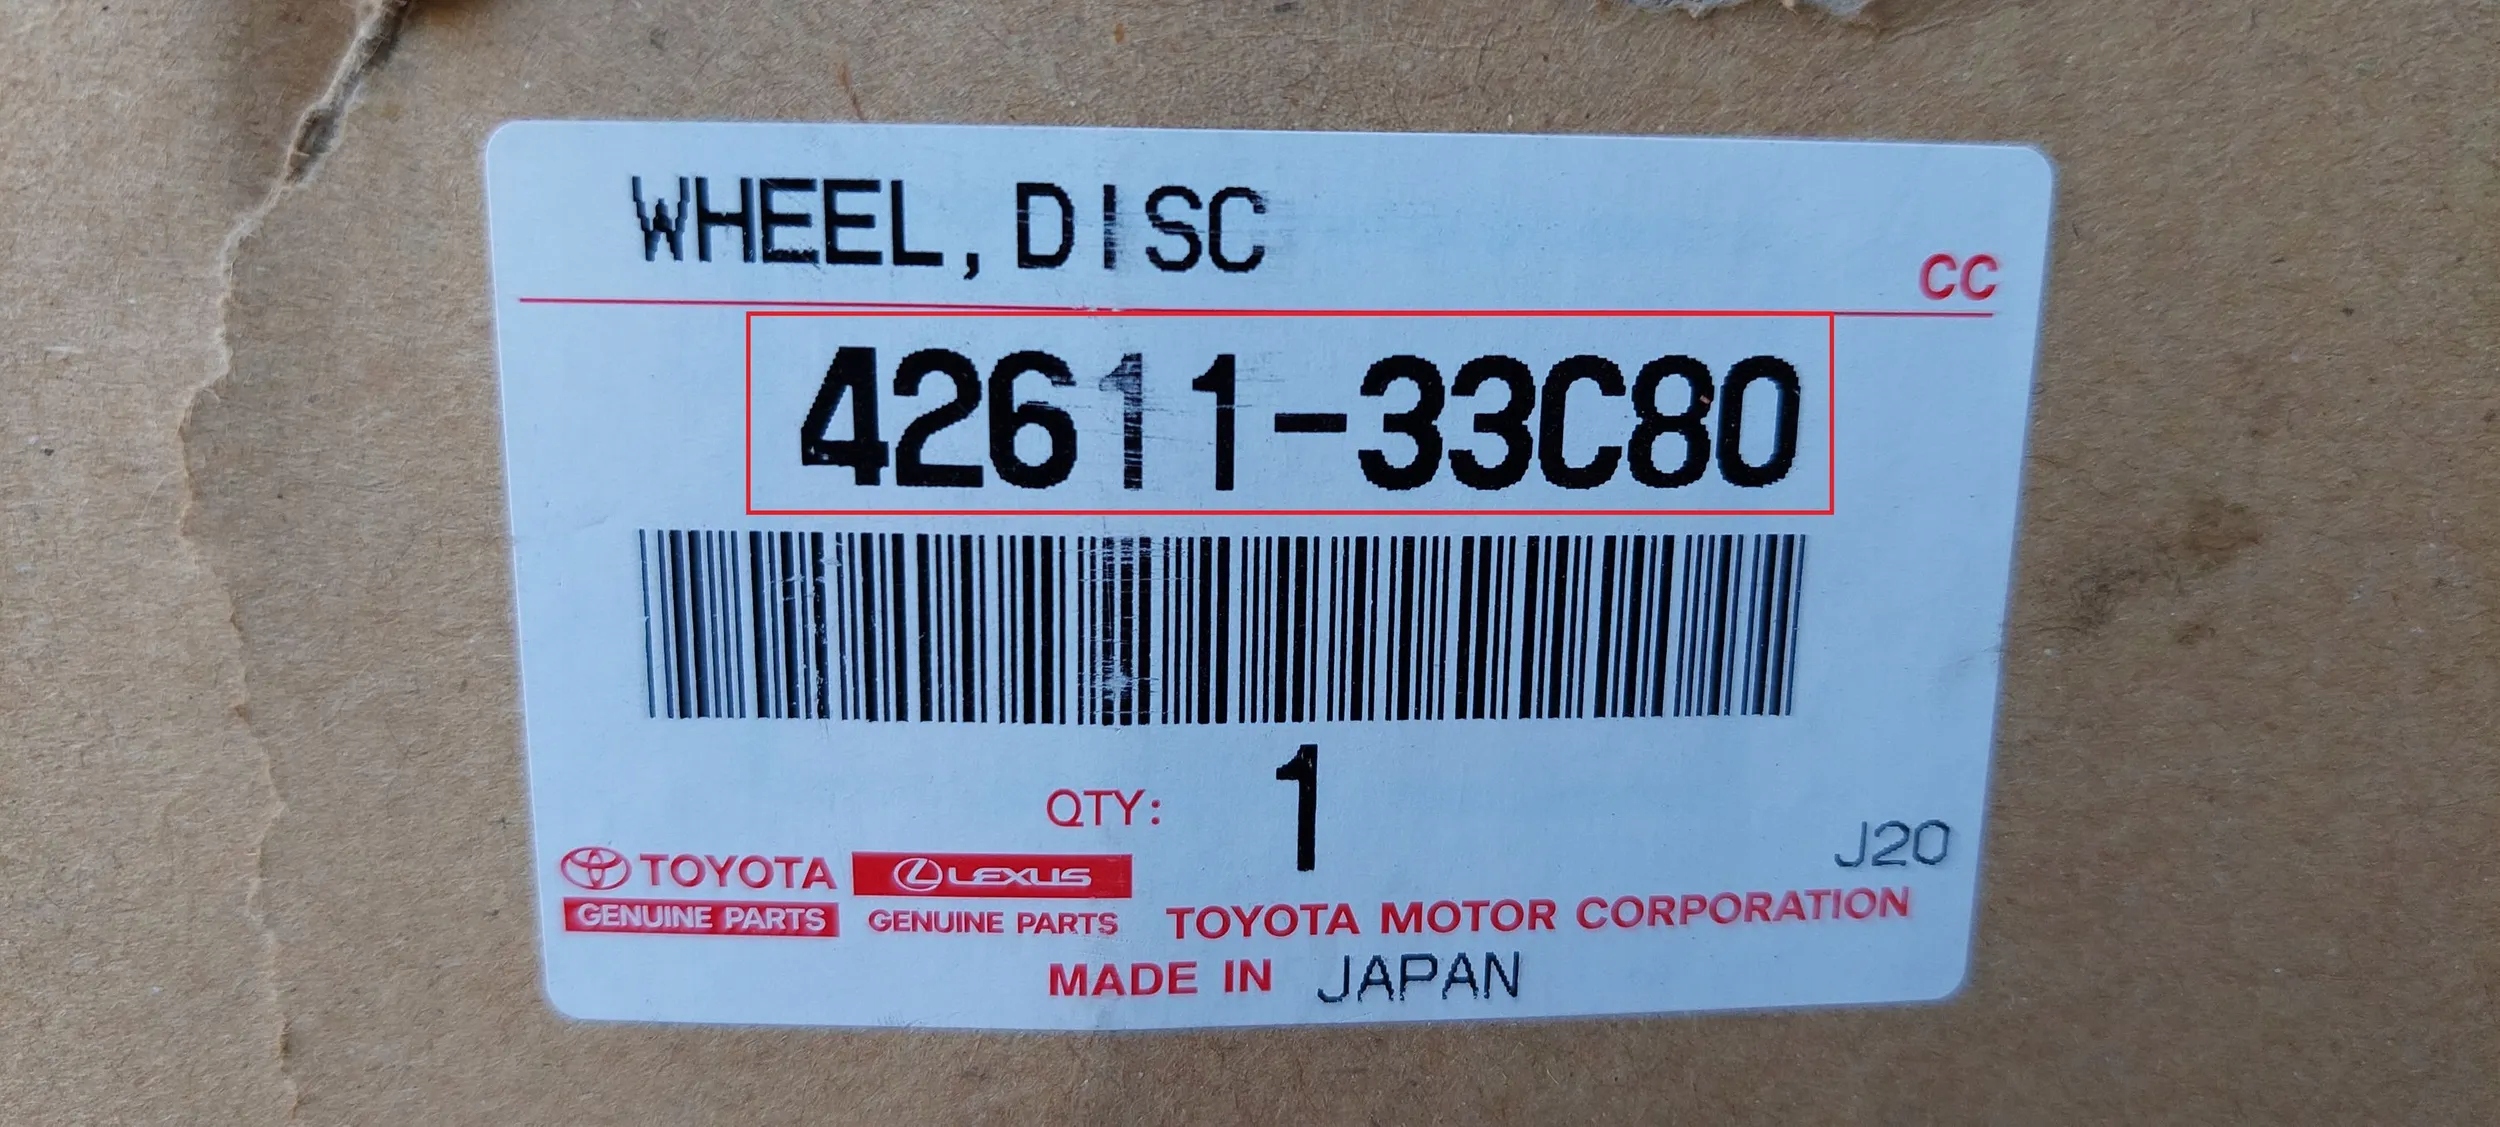 WHEEL,DISC
CC
42611-33C80
QTY: 1
J20
TOYOTA
GENUINE PARTS
LEXUS
GENUINE PARTS
TOYOTA MOTOR CORPORATION
MADE IN JAPAN